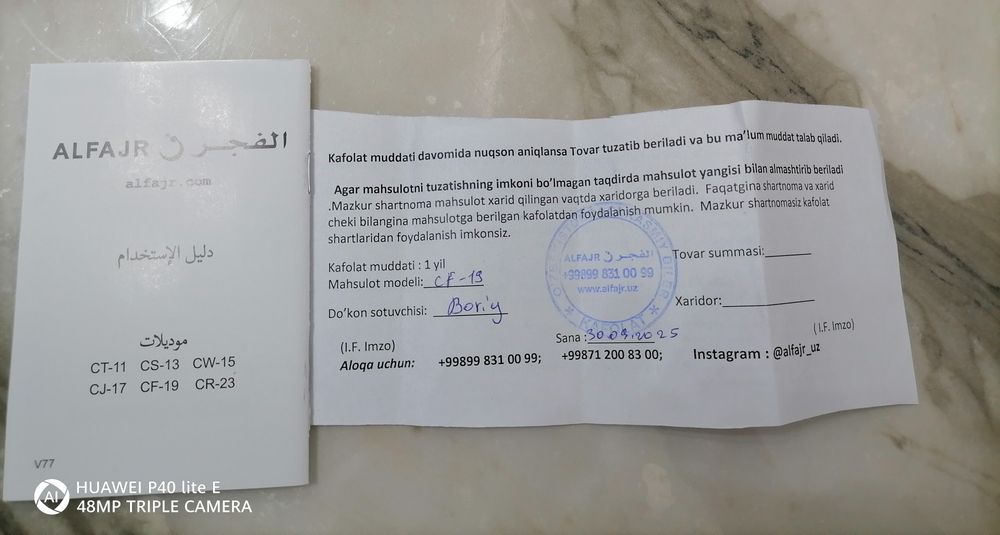 ALFAJR الفجر
alfajr.com
دليل الإستخدام
موديلات
CT-11 CS-13 CW-15
CJ-17 CF-19 CR-23
V77
Kafolat muddati davomida nuqson aniqlansa Tovar tuzatib beriladi va bu ma'lum muddat talab qiladi.
Agar mahsulotni tuzatishning imkoni bo'lmagan taqdirda mahsulot yangisi bilan almashtirib beriladi
.Mazkur shartnoma mahsulot xarid qilingan vaqtda xaridorga beriladi. Faqatgina shartnoma va xarid
cheki bilangina mahsulotga berilgan kafolatdan foydalanish mumkin. Mazkur shartnomasiz kafolat
shartlaridan foydalanish imkonsiz.
Kafolat muddati : 1 yil
Mahsulot modeli: CF-19
Do'kon sotuvchisi: Boriy
(I.F. Imzo)
ALFAJR الفجر
+99899 831 00 99
www.alfajr.uz
KAFOLAT
Tovar summasi:
Xaridor:
(I.F. Imzo)
Sana : 30.09.2025
Aloqa uchun: +99899 831 00 99; +99871 200 83 00; Instagram : @alfajr_uz
HUAWEI P40 lite E
48MP TRIPLE CAMERA
AI